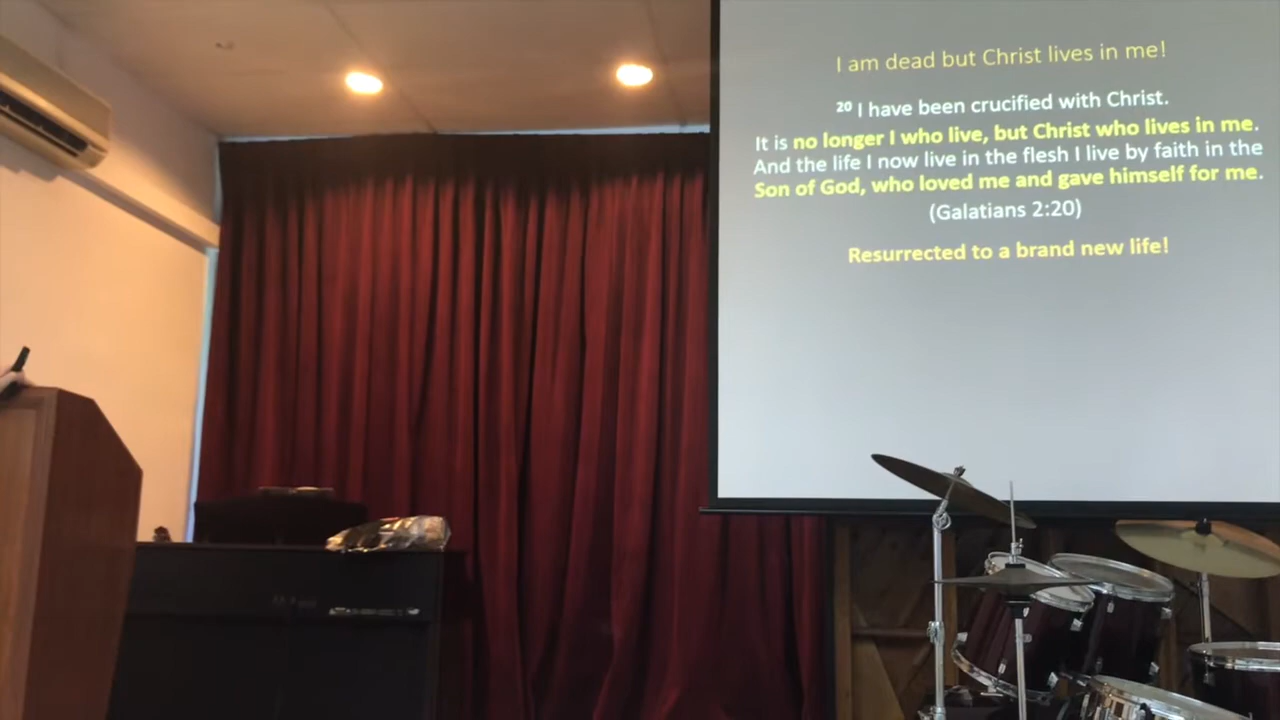 I am dead but Christ lives in me!
20 I have been crucified with Christ.
It is no longer I who live, but Christ who lives in me.
And the life I now live in the flesh I live by faith in the
Son of God, who loved me and gave himself for me.
(Galatians 2:20)
Resurrected to a brand new life!